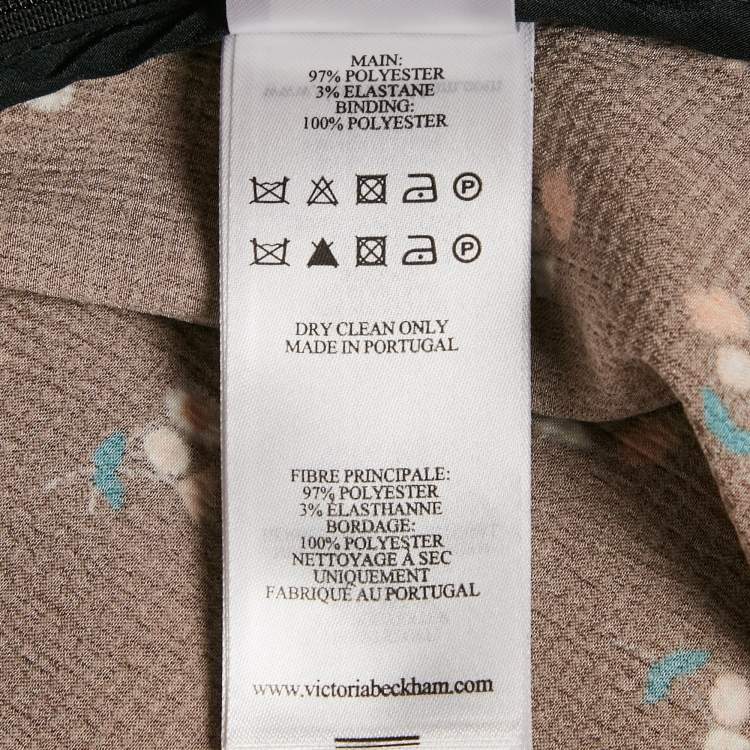 MAIN:
97% POLYESTER
3% ELASTANE
BINDING:
100% POLYESTER
P
P
DRY CLEAN ONLY
MADE IN PORTUGAL
FIBRE PRINCIPALE:
97% POLYESTER
3% ÉLASTHANNE
BORDAGE:
100% POLYESTER
NETTOYAGE À SEC
UNIQUEMENT
FABRIQUÉ AU PORTUGAL
www.victoriabeckham.com